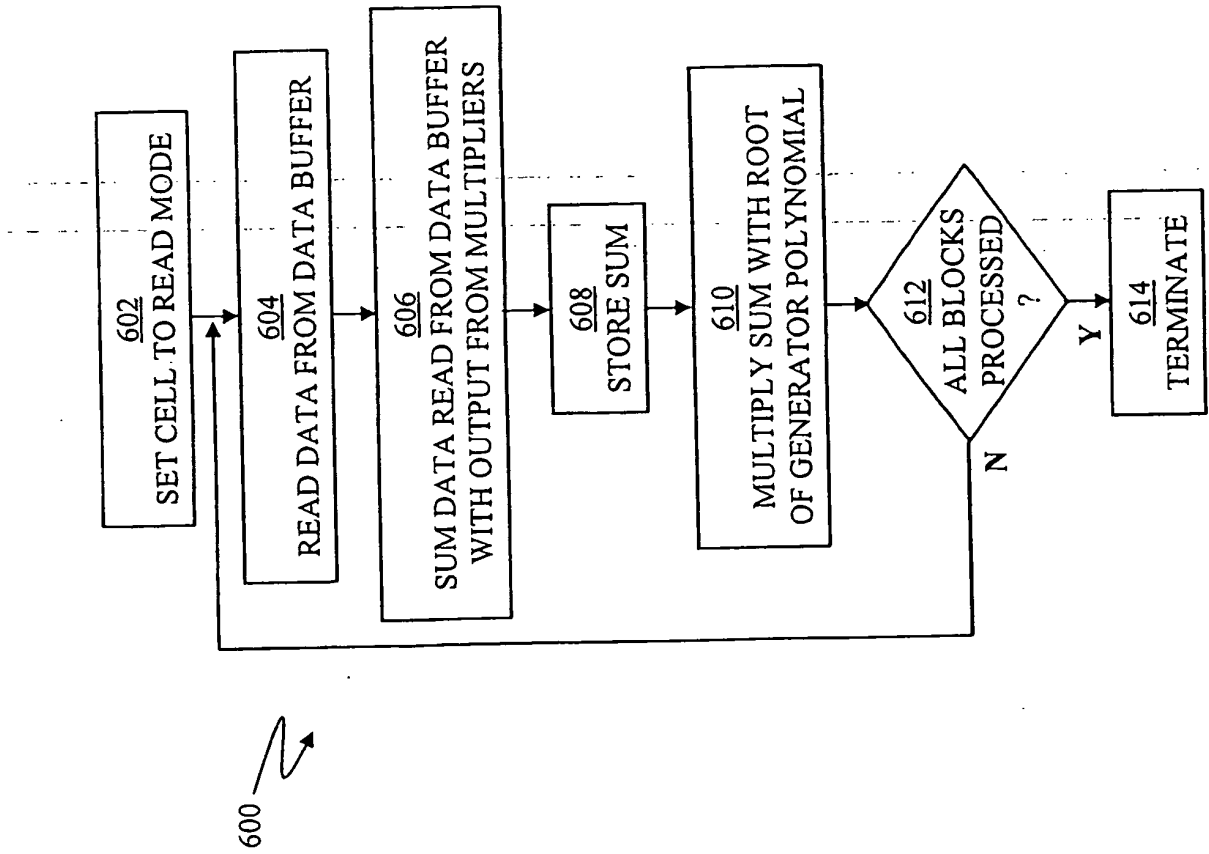 600
602
SET CELL TO READ MODE
604
READ DATA FROM DATA BUFFER
606
SUM DATA READ FROM DATA BUFFER
WITH OUTPUT FROM MULTIPLIERS
608
STORE SUM
610
MULTIPLY SUM WITH ROOT
OF GENERATOR POLYNOMIAL
612
ALL BLOCKS
PROCESSED
?
N
Y
614
TERMINATE